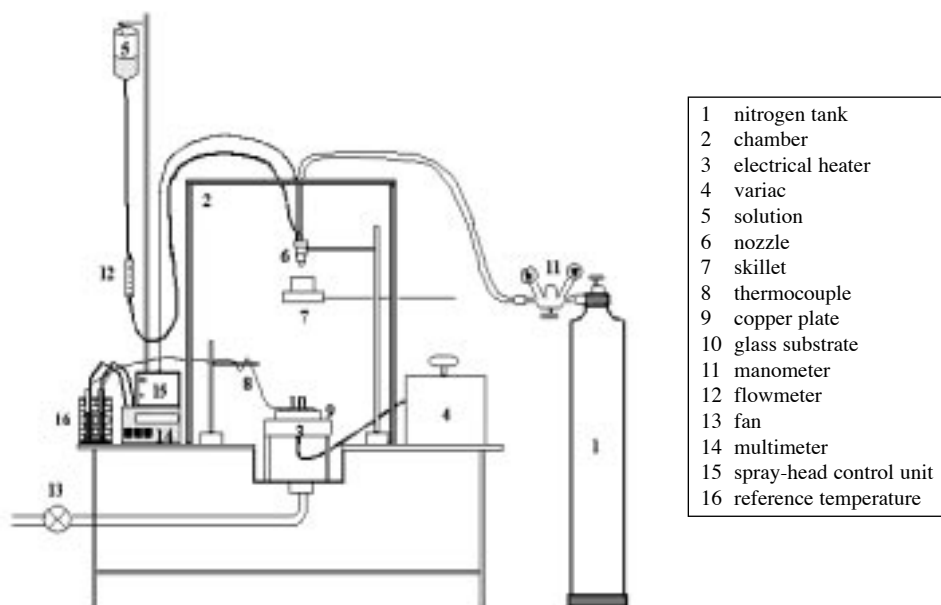 5
2
6
11
12
7
8
15
10
9
16
3
4
14
1
13
1 nitrogen tank
2 chamber
3 electrical heater
4 variac
5 solution
6 nozzle
7 skillet
8 thermocouple
9 copper plate
10 glass substrate
11 manometer
12 flowmeter
13 fan
14 multimeter
15 spray-head control unit
16 reference temperature